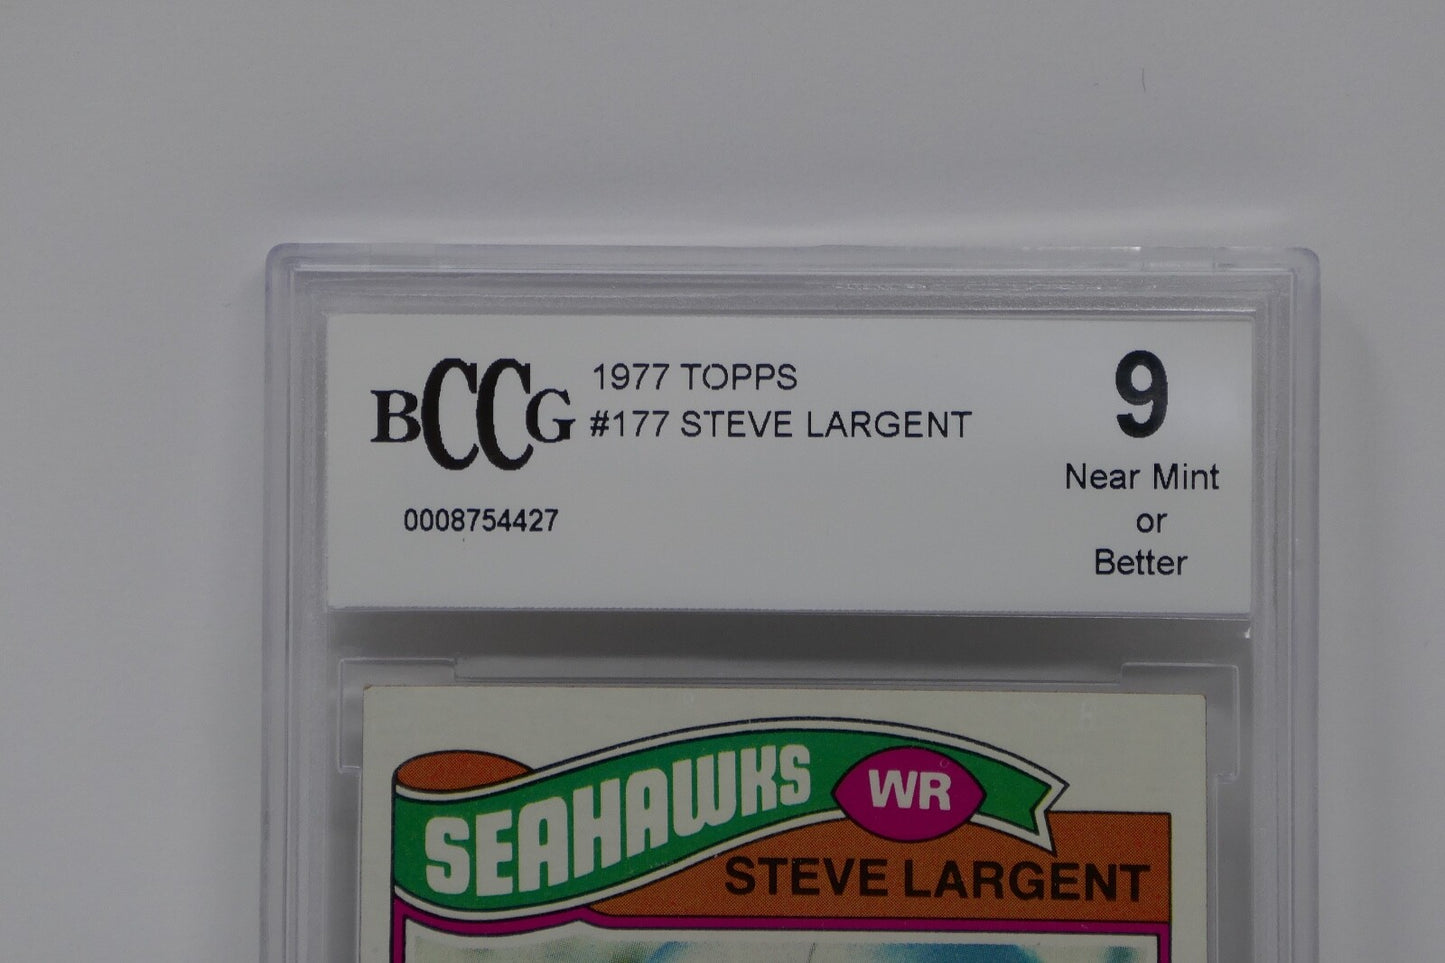 BCCG
1977 TOPPS
#177 STEVE LARGENT
0008754427
9
Near Mint
or
Better
SEAHAWKS
WR
STEVE LARGENT